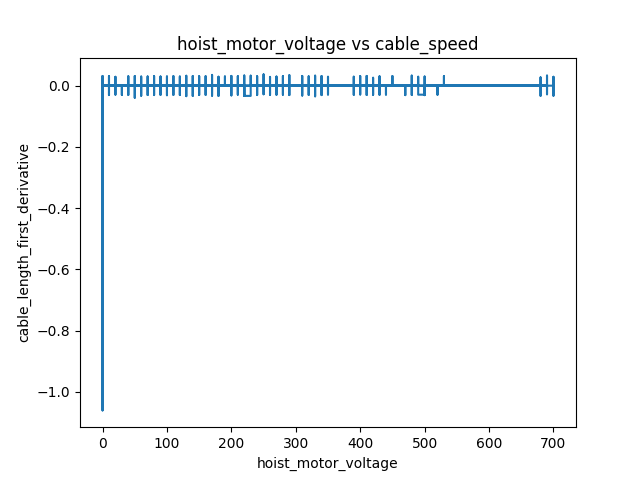 hoist_motor_voltage vs cable_speed
cable_length_first_derivative
0.0
−0.2
−0.4
−0.6
−0.8
−1.0
0 100 200 300 400 500 600 700
hoist_motor_voltage